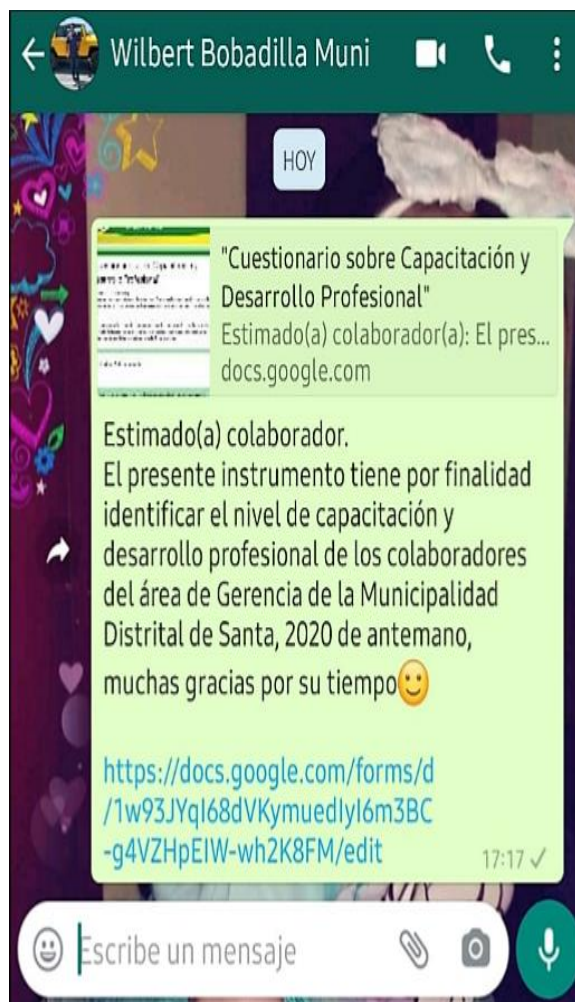 Wilbert Bobadilla Muni
HOY
"Cuestionario sobre Capacitación y
Desarrollo Profesional"
Estimado(a) colaborador(a): El pres...
docs.google.com
Estimado(a) colaborador.
El presente instrumento tiene por finalidad
identificar el nivel de capacitación y
desarrollo profesional de los colaboradores
del área de Gerencia de la Municipalidad
Distrital de Santa, 2020 de antemano,
muchas gracias por su tiempo🙂
https://docs.google.com/forms/d
/1w93JYqI68dVKymuedIyI6m3BC
-g4VZHpEIW-wh2K8FM/edit
17:17
Escribe un mensaje